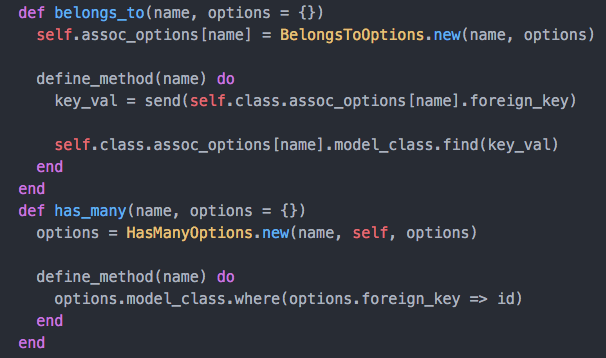 def belongs_to(name, options = {})
  self.assoc_options[name] = BelongsToOptions.new(name, options)

  define_method(name) do
    key_val = send(self.class.assoc_options[name].foreign_key)

    self.class.assoc_options[name].model_class.find(key_val)
  end
end
def has_many(name, options = {})
  options = HasManyOptions.new(name, self, options)

  define_method(name) do
    options.model_class.where(options.foreign_key => id)
  end
end